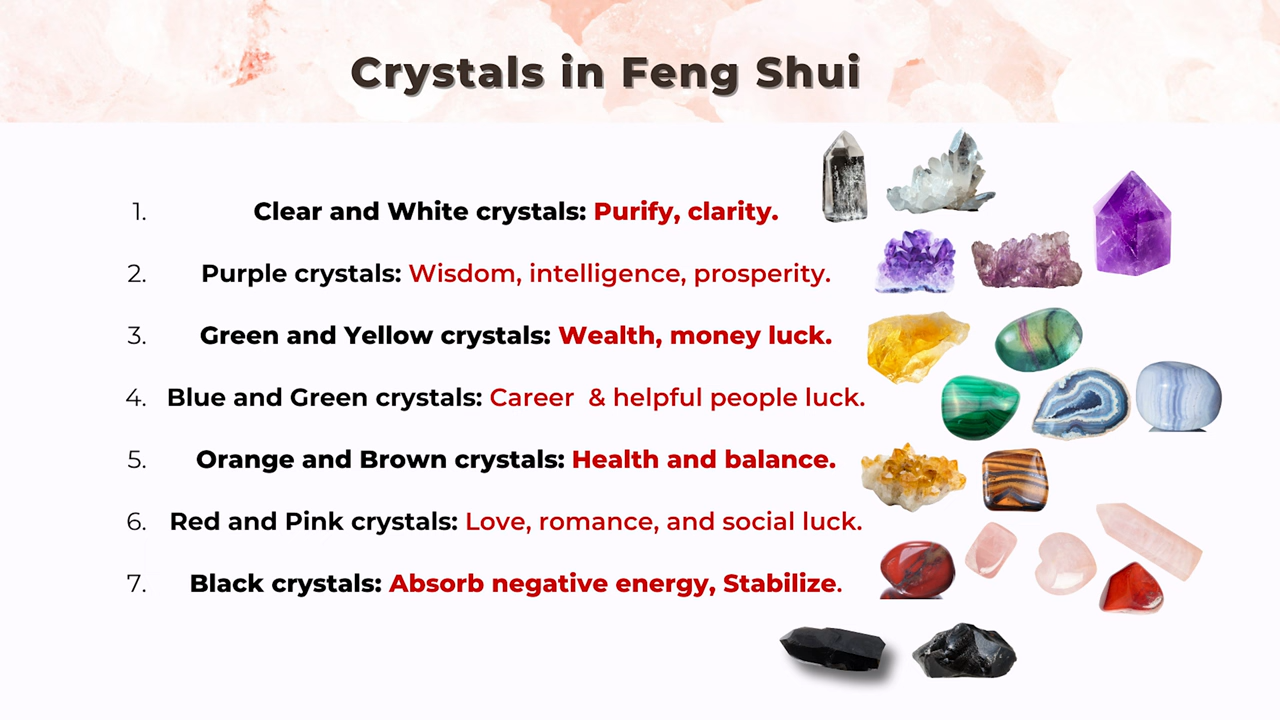 Crystals in Feng Shui
1. Clear and White crystals: Purify, clarity.
2. Purple crystals: Wisdom, intelligence, prosperity.
3. Green and Yellow crystals: Wealth, money luck.
4. Blue and Green crystals: Career & helpful people luck.
5. Orange and Brown crystals: Health and balance.
6. Red and Pink crystals: Love, romance, and social luck.
7. Black crystals: Absorb negative energy, Stabilize.